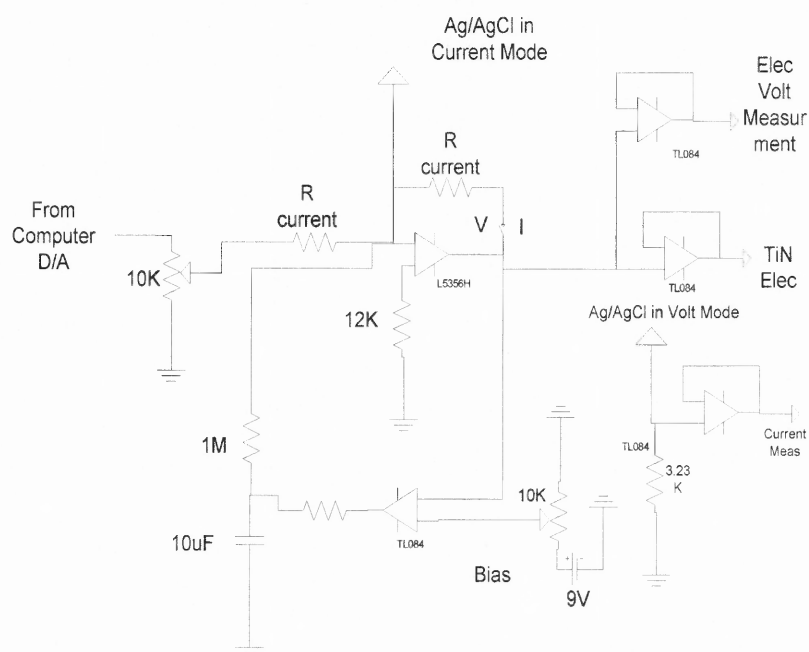 Ag/AgCl in
Current Mode
Elec
Volt
Measur
ment
TL084
R
current
R
current
From
Computer
D/A
V I
10K
L5356H
TiN
Elec
TL084
Ag/AgCl in Volt Mode
12K
1M
Current
Meas
TL084
3.23
K
10K
10uF
TL084
Bias
+ -
9V